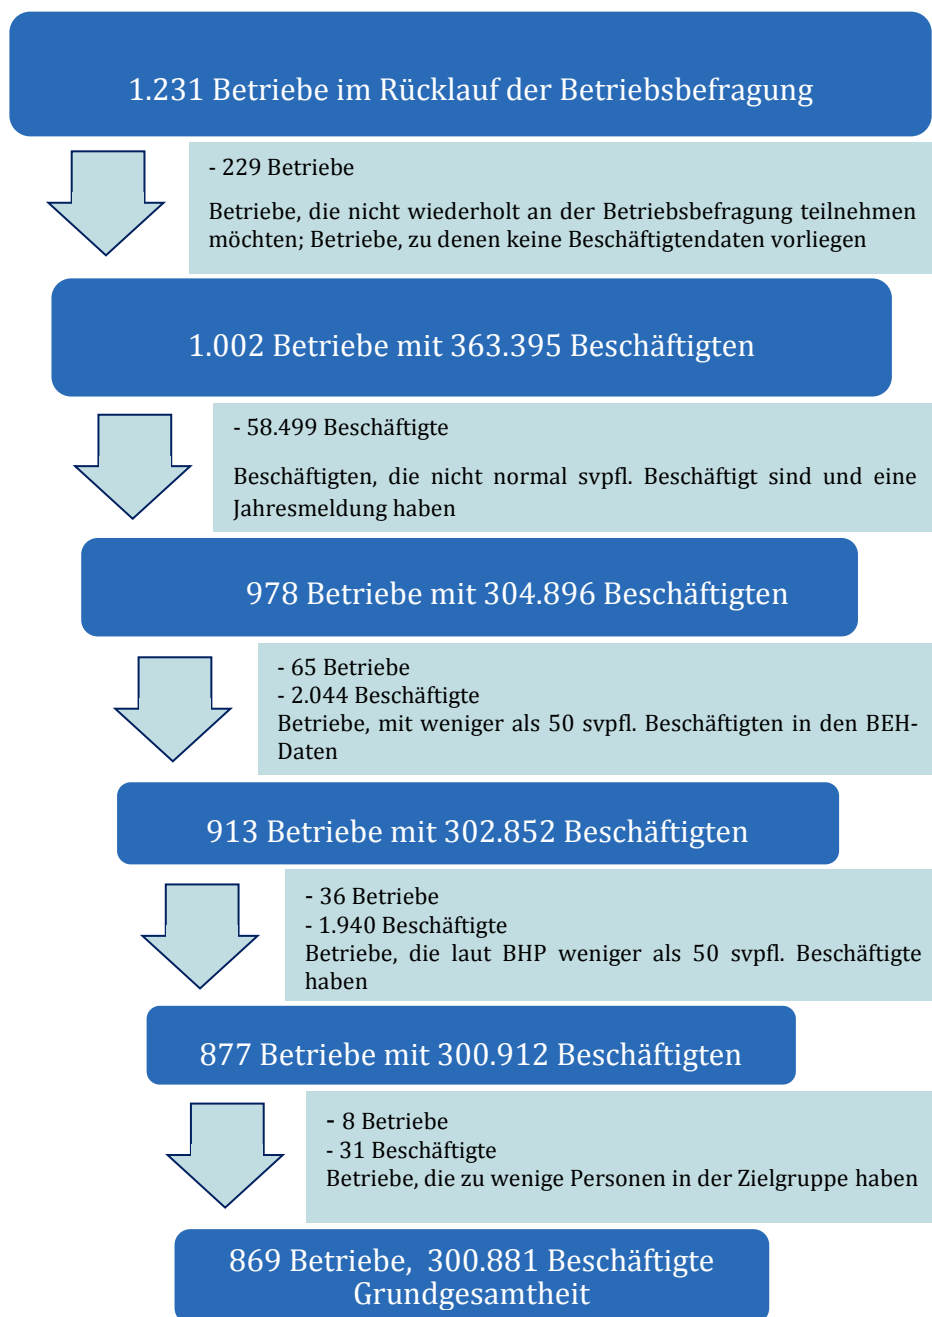 1.231 Betriebe im Rücklauf der Betriebsbefragung
- 229 Betriebe
Betriebe, die nicht wiederholt an der Betriebsbefragung teilnehmen
möchten; Betriebe, zu denen keine Beschäftigtendaten vorliegen
1.002 Betriebe mit 363.395 Beschäftigten
- 58.499 Beschäftigte
Beschäftigten, die nicht normal svpfl. Beschäftigt sind und eine
Jahresmeldung haben
978 Betriebe mit 304.896 Beschäftigten
- 65 Betriebe
- 2.044 Beschäftigte
Betriebe, mit weniger als 50 svpfl. Beschäftigten in den BEH-
Daten
913 Betriebe mit 302.852 Beschäftigten
- 36 Betriebe
- 1.940 Beschäftigte
Betriebe, die laut BHP weniger als 50 svpfl. Beschäftigte
haben
877 Betriebe mit 300.912 Beschäftigten
- 8 Betriebe
- 31 Beschäftigte
Betriebe, die zu wenige Personen in der Zielgruppe haben
869 Betriebe, 300.881 Beschäftigte
Grundgesamtheit